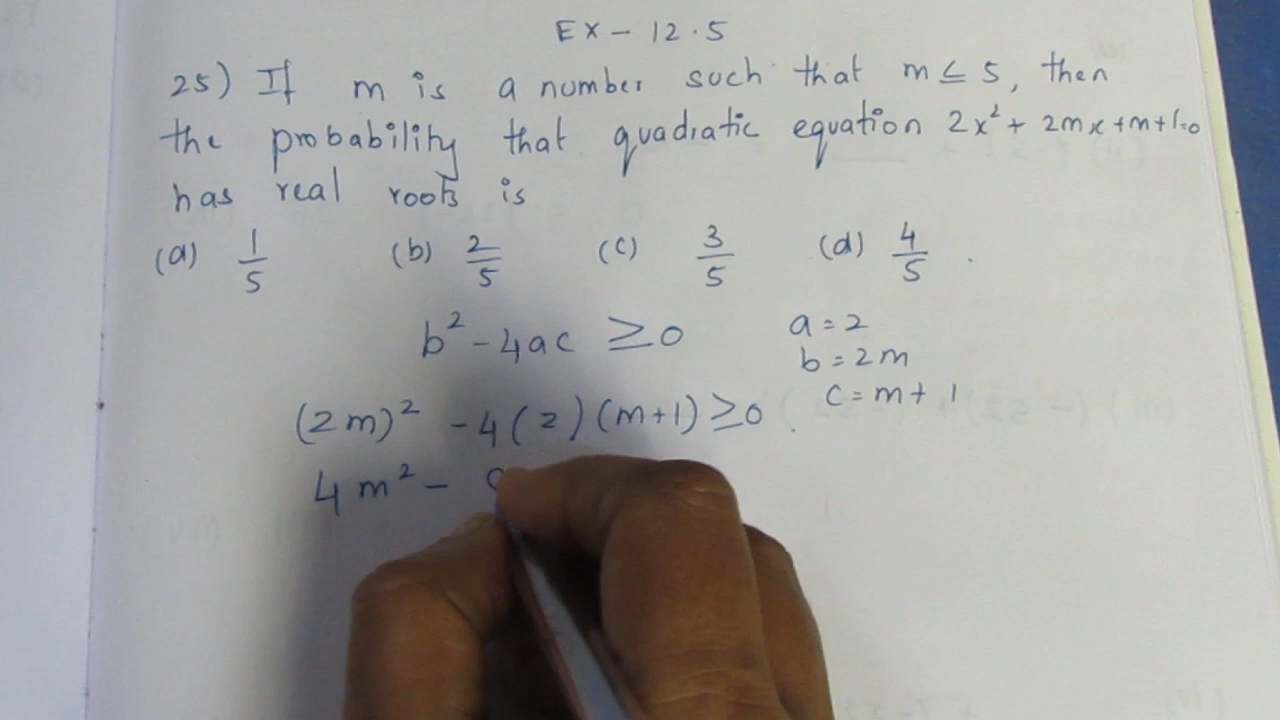 EX - 12.5
25) If m is a number such that m ≤ 5, then
the probability that quadratic equation 2x² + 2mx + m + 1 = 0
has real roots is
(a) 1/5 (b) 2/5 (c) 3/5 (d) 4/5 .
b² - 4ac ≥ 0
a = 2
b = 2m
c = m + 1
(2m)² - 4(2)(m+1) ≥ 0.
4m² -